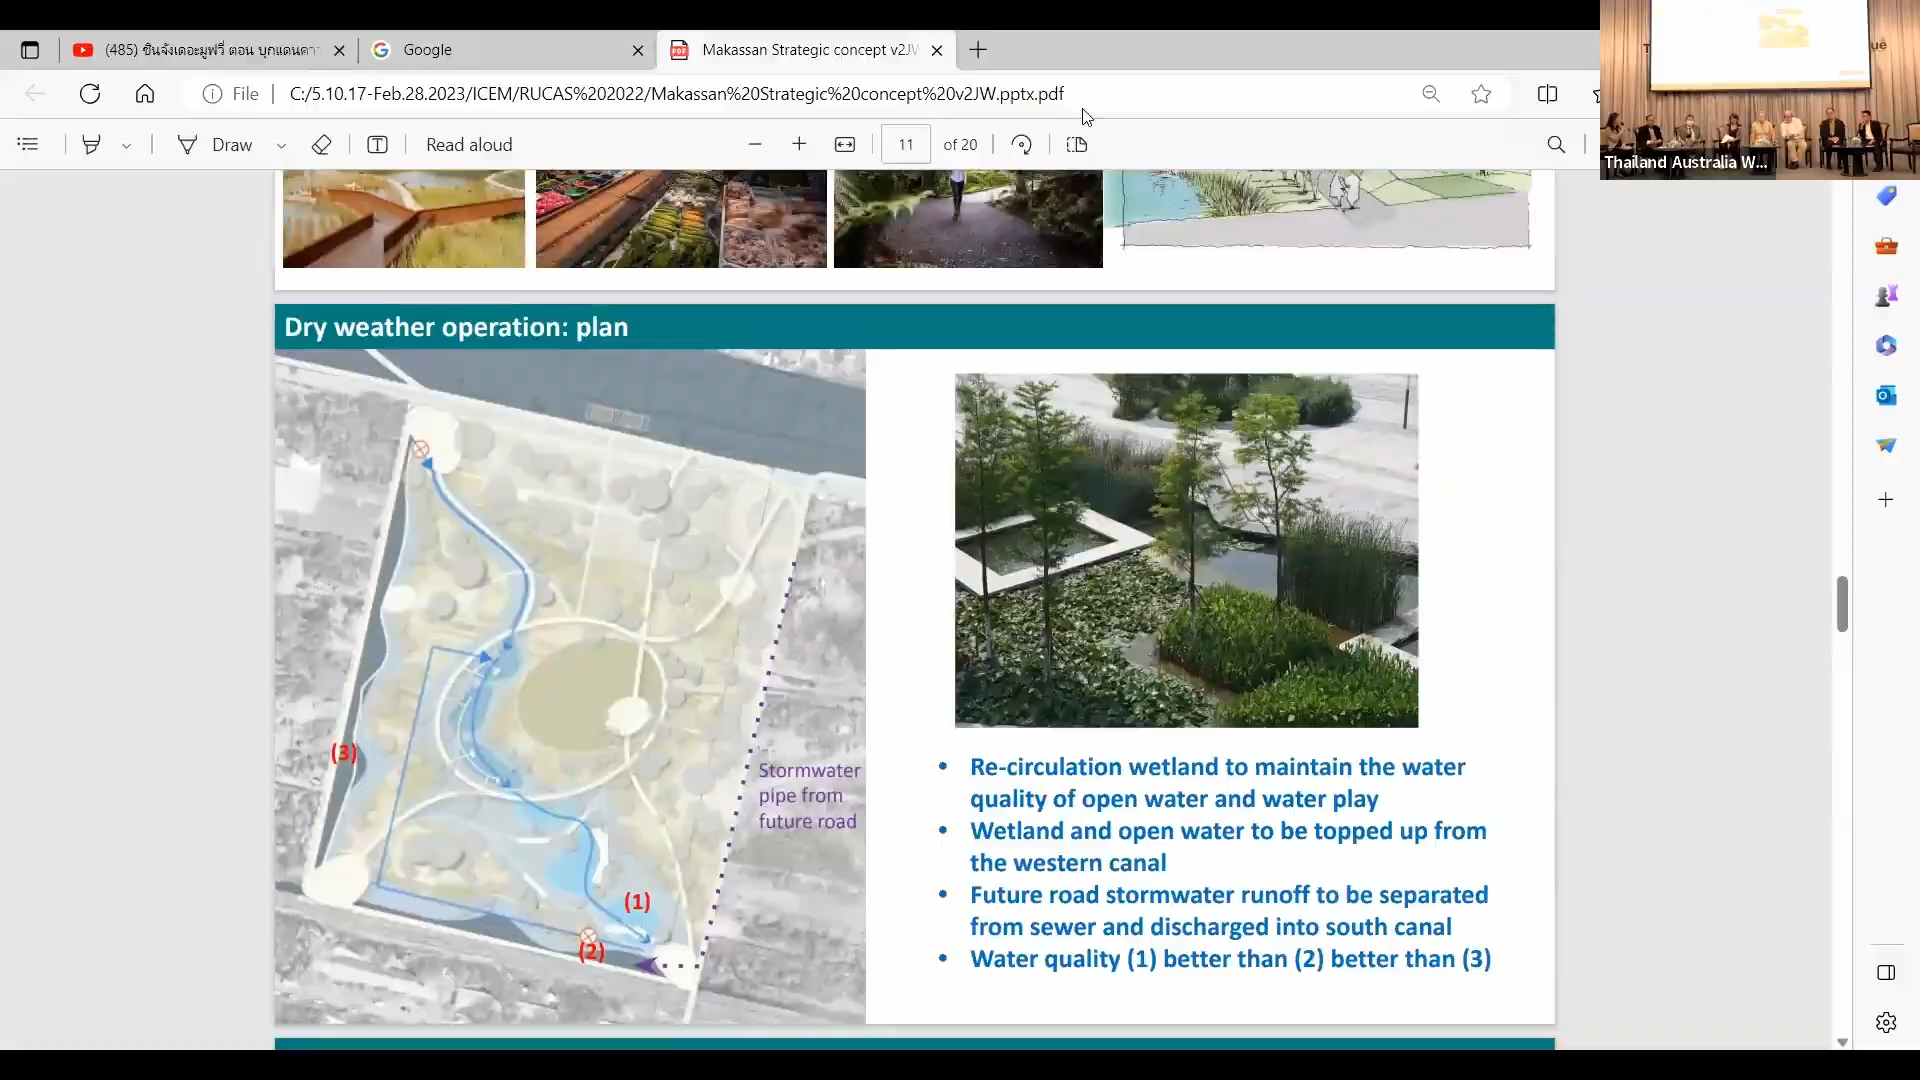 (485) ชินจังเดอะมูฟวี่ ตอน บุกแดนคา
Google
Makassan Strategic concept v2JW
File
C:/5.10.17-Feb.28.2023/ICEM/RUCAS%202022/Makassan%20Strategic%20concept%20v2JW.pptx.pdf
Draw
Read aloud
11 of 20
Thailand Australia W...
Dry weather operation: plan
(3)
Stormwater
pipe from
future road
(1)
(2)
• Re-circulation wetland to maintain the water
quality of open water and water play
• Wetland and open water to be topped up from
the western canal
• Future road stormwater runoff to be separated
from sewer and discharged into south canal
• Water quality (1) better than (2) better than (3)